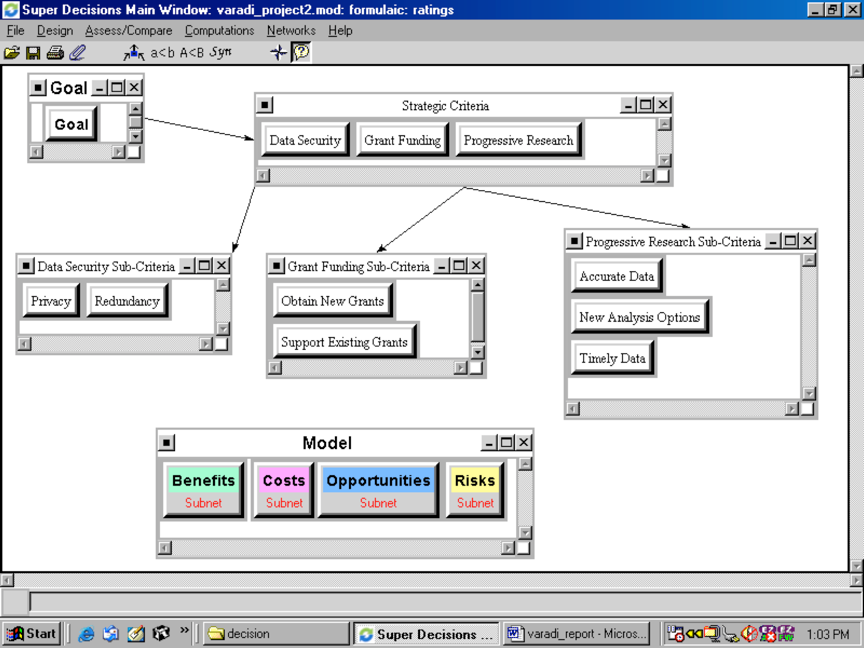 Super Decisions Main Window: varadi_project2.mod: formulaic: ratings
File Design Assess/Compare Computations Networks Help
a<b A<B Syn
Goal
Goal
Strategic Criteria
Data Security Grant Funding Progressive Research
Data Security Sub-Criteria
Privacy Redundancy
Grant Funding Sub-Criteria
Obtain New Grants
Support Existing Grants
Progressive Research Sub-Criteria
Accurate Data
New Analysis Options
Timely Data
Model
Benefits Costs Opportunities Risks
Subnet Subnet Subnet Subnet
Start » decision Super Decisions ... varadi_report - Micros... 1:03 PM